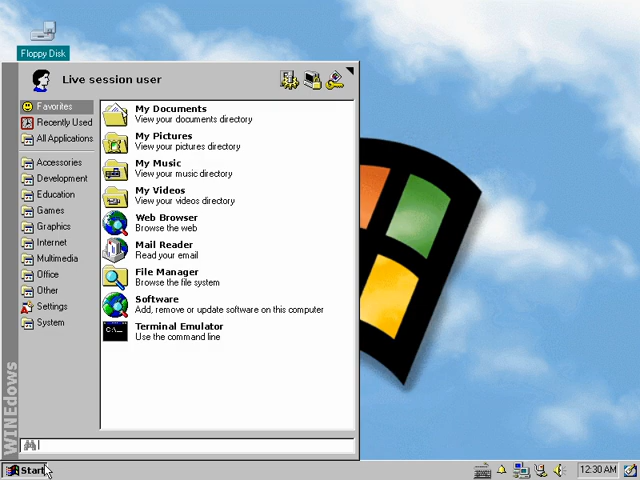 Floppy Disk
Live session user
Favorites
Recently Used
All Applications
Accessories
Development
Education
Games
Graphics
Internet
Multimedia
Office
Other
Settings
System
My Documents
View your documents directory
My Pictures
View your pictures directory
My Music
View your music directory
My Videos
View your videos directory
Web Browser
Browse the web
Mail Reader
Read your email
File Manager
Browse the file system
Software
Add, remove or update software on this computer
Terminal Emulator
Use the command line
WINEdows
Start
12:30 AM